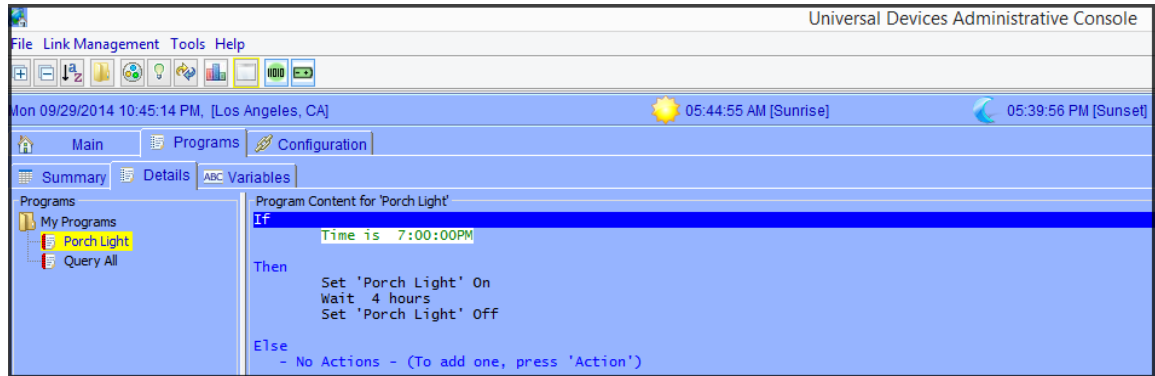 Universal Devices Administrative Console
File Link Management Tools Help
Mon 09/29/2014 10:45:14 PM, [Los Angeles, CA] 05:44:55 AM [Sunrise] 05:39:56 PM [Sunset]
Main Programs Configuration
Summary Details ABC Variables
Programs
My Programs
Porch Light
Query All
Program Content for 'Porch Light'
If
Time is 7:00:00PM
Then
Set 'Porch Light' On
Wait 4 hours
Set 'Porch Light' Off
Else
- No Actions - (To add one, press 'Action')